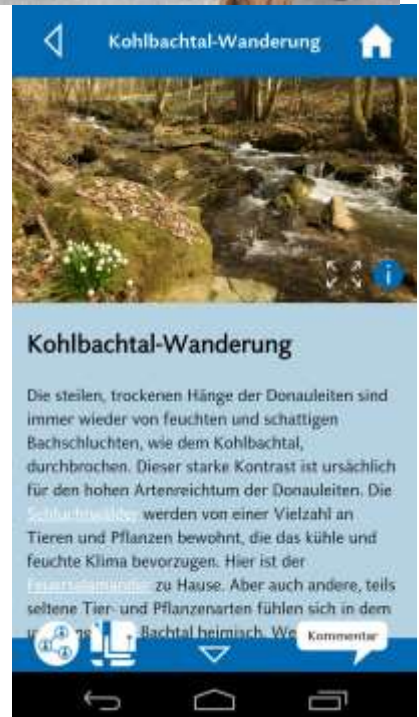 Kohlbachtal-Wanderung
i
Kohlbachtal-Wanderung
Die steilen, trockenen Hänge der Donauleiten sind
immer wieder von feuchten und schattigen
Bachschluchten, wie dem Kohlbachtal,
durchbrochen. Dieser starke Kontrast ist ursächlich
für den hohen Artenreichtum der Donauleiten. Die
Schluchtwälder werden von einer Vielzahl an
Tieren und Pflanzen bewohnt, die das kühle und
feuchte Klima bevorzugen. Hier ist der
Feuersalamander zu Hause. Aber auch andere, teils
seltene Tier- und Pflanzenarten fühlen sich in dem
Bachtal heimisch. We
Kommentar